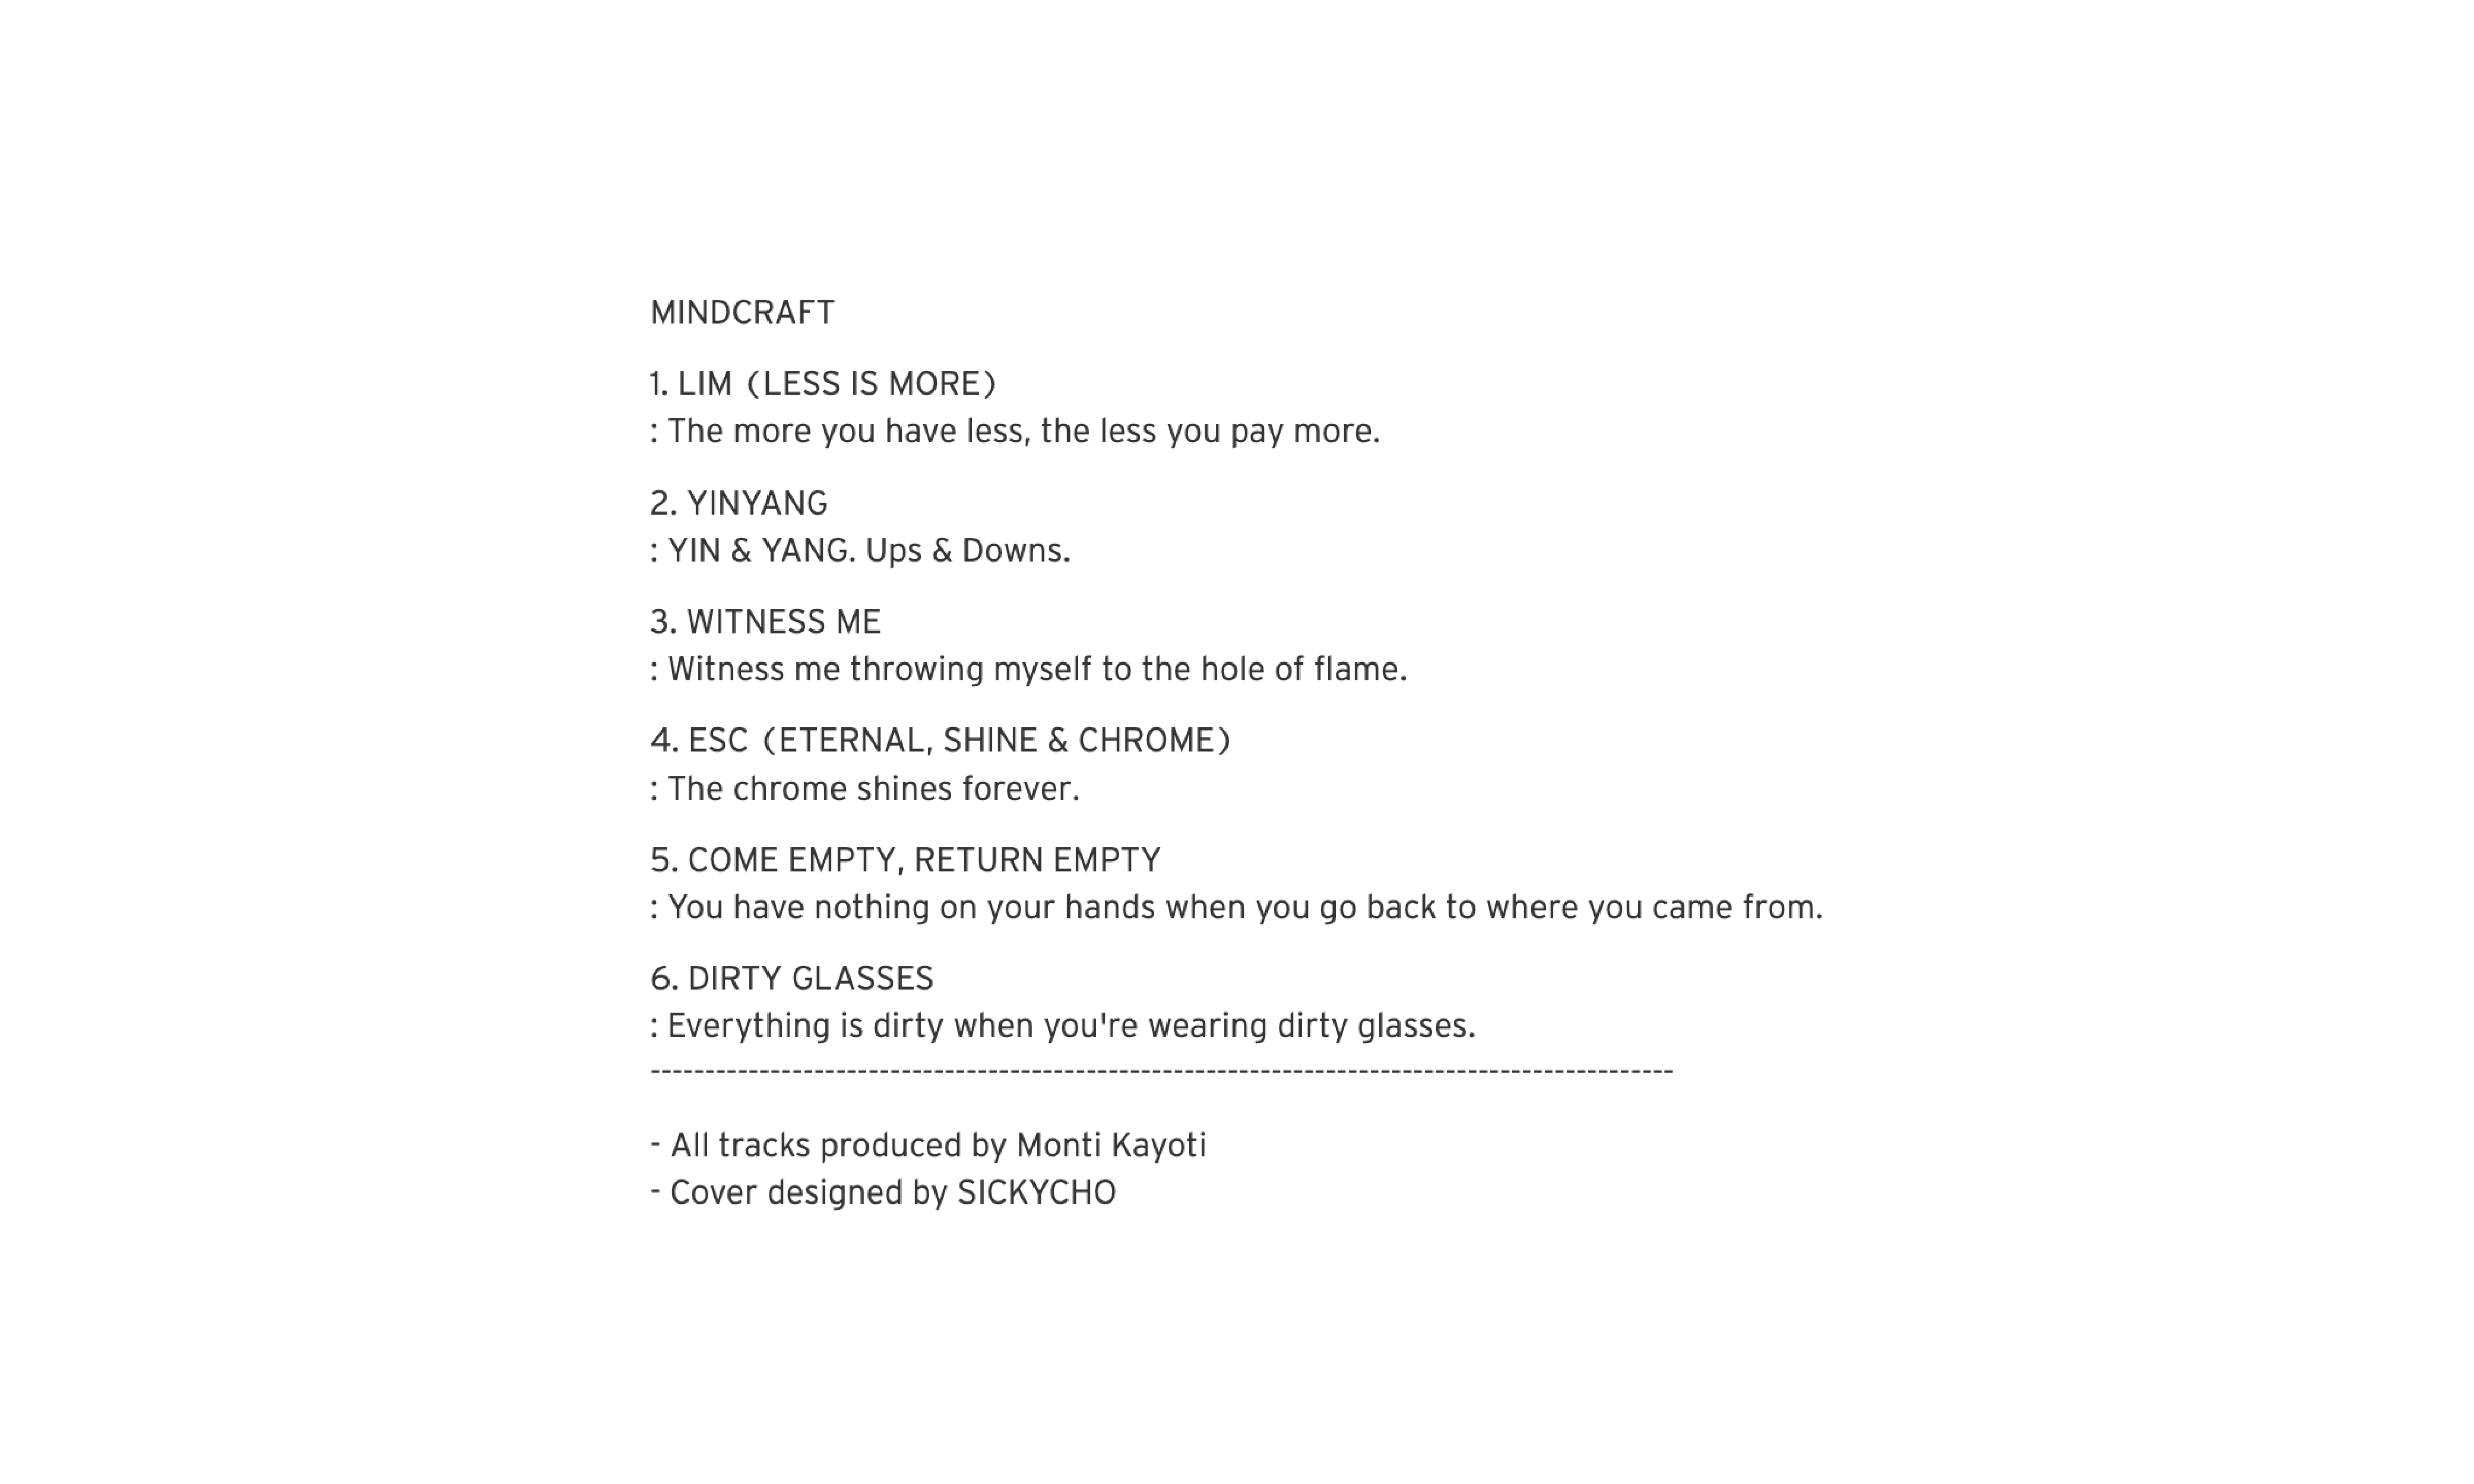 MINDCRAFT
1. LIM (LESS IS MORE)
: The more you have less, the less you pay more.
2. YINYANG
: YIN & YANG. Ups & Downs.
3. WITNESS ME
: Witness me throwing myself to the hole of flame.
4. ESC (ETERNAL, SHINE & CHROME)
: The chrome shines forever.
5. COME EMPTY, RETURN EMPTY
: You have nothing on your hands when you go back to where you came from.
6. DIRTY GLASSES
: Everything is dirty when you're wearing dirty glasses.
----------------------------------------------------------------------------------------------
- All tracks produced by Monti Kayoti
- Cover designed by SICKYCHO